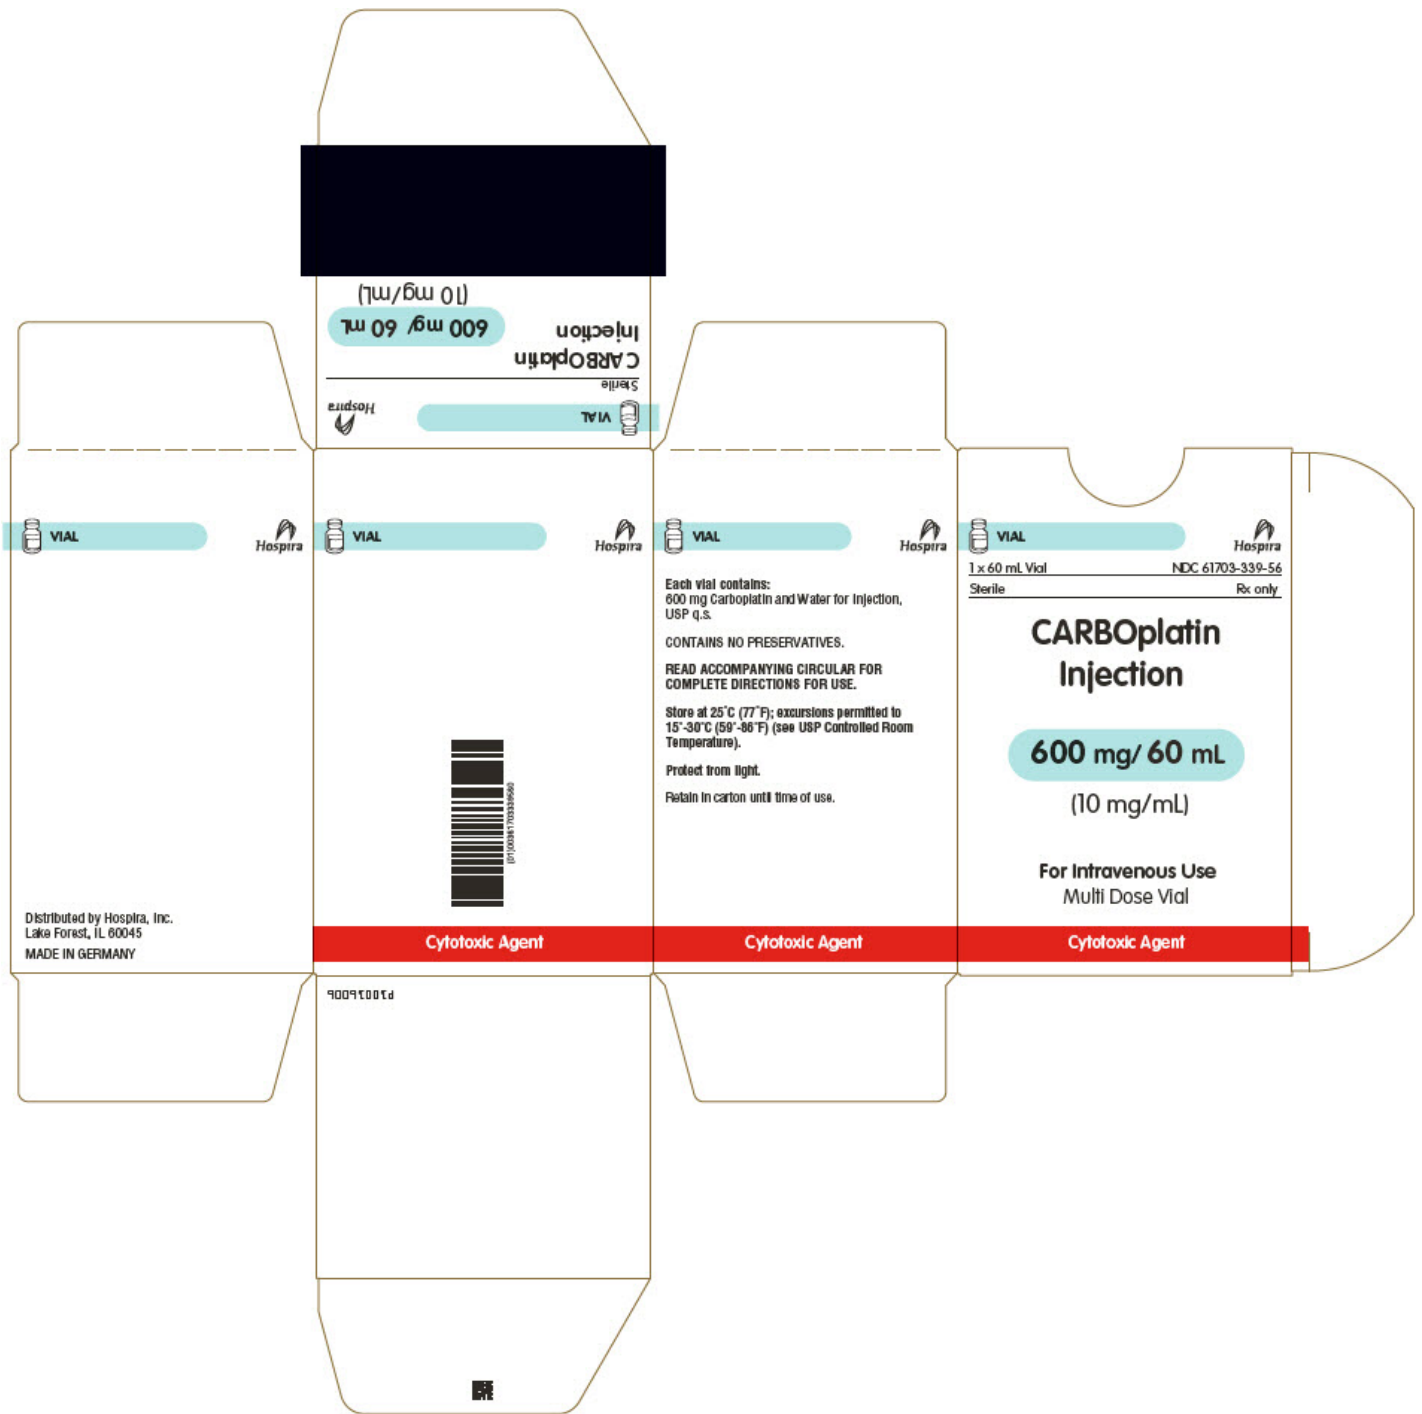 (10 mg/mL)
600 mg/ 60 mL
CARBOplatin
Injection
Sterile
VIAL
Hospira
VIAL
Hospira
Distributed by Hospira, Inc.
Lake Forest, IL 60045
MADE IN GERMANY
VIAL
Hospira
(01)00361703339560
Cytotoxic Agent
VIAL
Hospira
Each vial contains:
600 mg Carboplatin and Water for Injection,
USP q.s.
CONTAINS NO PRESERVATIVES.
READ ACCOMPANYING CIRCULAR FOR
COMPLETE DIRECTIONS FOR USE.
Store at 25˚C (77˚F); excursions permitted to
15˚-30˚C (59˚-86˚F) (see USP Controlled Room
Temperature).
Protect from light.
Retain in carton until time of use.
Cytotoxic Agent
VIAL
Hospira
1 x 60 mL Vial NDC 61703-339-56
Sterile Rx only
CARBOplatin
Injection
600 mg/ 60 mL
(10 mg/mL)
For Intravenous Use
Multi Dose Vial
Cytotoxic Agent